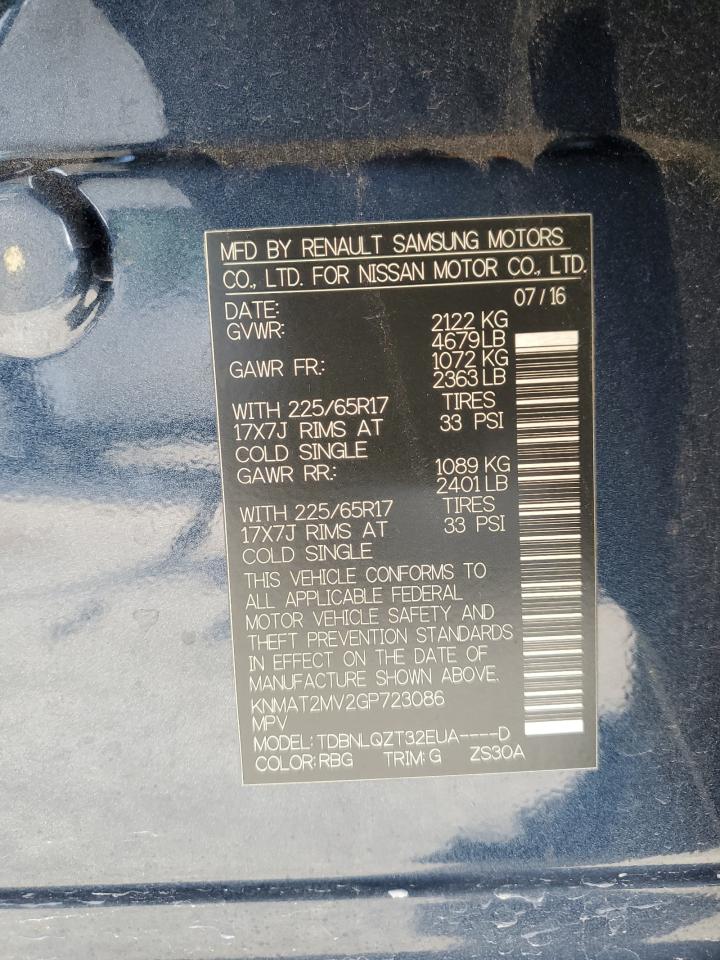 MFD BY RENAULT SAMSUNG MOTORS
CO., LTD. FOR NISSAN MOTOR CO., LTD.
DATE: 07/16
GVWR: 2122 KG
4679 LB
GAWR FR: 1072 KG
2363 LB
WITH 225/65R17 TIRES
17X7J RIMS AT 33 PSI
COLD SINGLE
GAWR RR: 1089 KG
2401 LB
WITH 225/65R17 TIRES
17X7J RIMS AT 33 PSI
COLD SINGLE
THIS VEHICLE CONFORMS TO
ALL APPLICABLE FEDERAL
MOTOR VEHICLE SAFETY AND
THEFT PREVENTION STANDARDS
IN EFFECT ON THE DATE OF
MANUFACTURE SHOWN ABOVE.
KNMAT2MV2GP723086
MPV
MODEL: TDBNLQZT32EUA----D
COLOR: RBG TRIM: G ZS30A